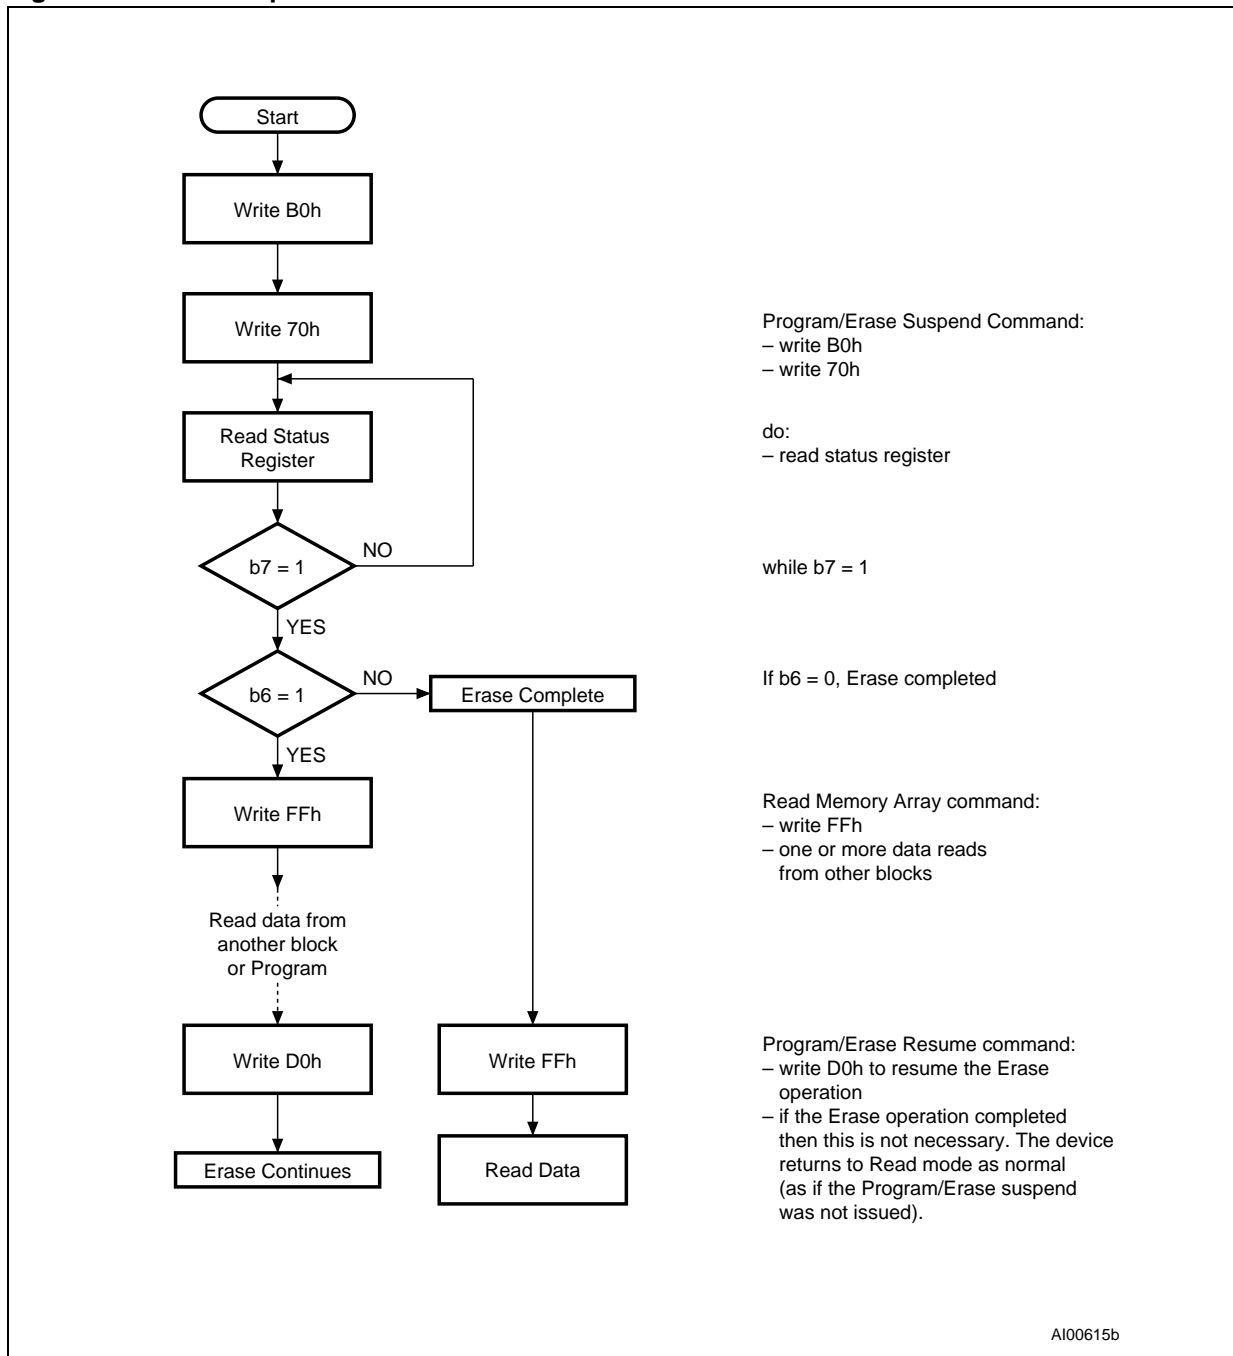 Start
Write B0h
Write 70h
Program/Erase Suspend Command:
– write B0h
– write 70h
Read Status
Register
do:
– read status register
NO
b7 = 1
while b7 = 1
YES
NO
b6 = 1
Erase Complete
If b6 = 0, Erase completed
YES
Write FFh
Read Memory Array command:
– write FFh
– one or more data reads
from other blocks
Read data from
another block
or Program
Write D0h
Write FFh
Program/Erase Resume command:
– write D0h to resume the Erase
operation
– if the Erase operation completed
then this is not necessary. The device
returns to Read mode as normal
(as if the Program/Erase suspend
was not issued).
Erase Continues
Read Data
AI00615b